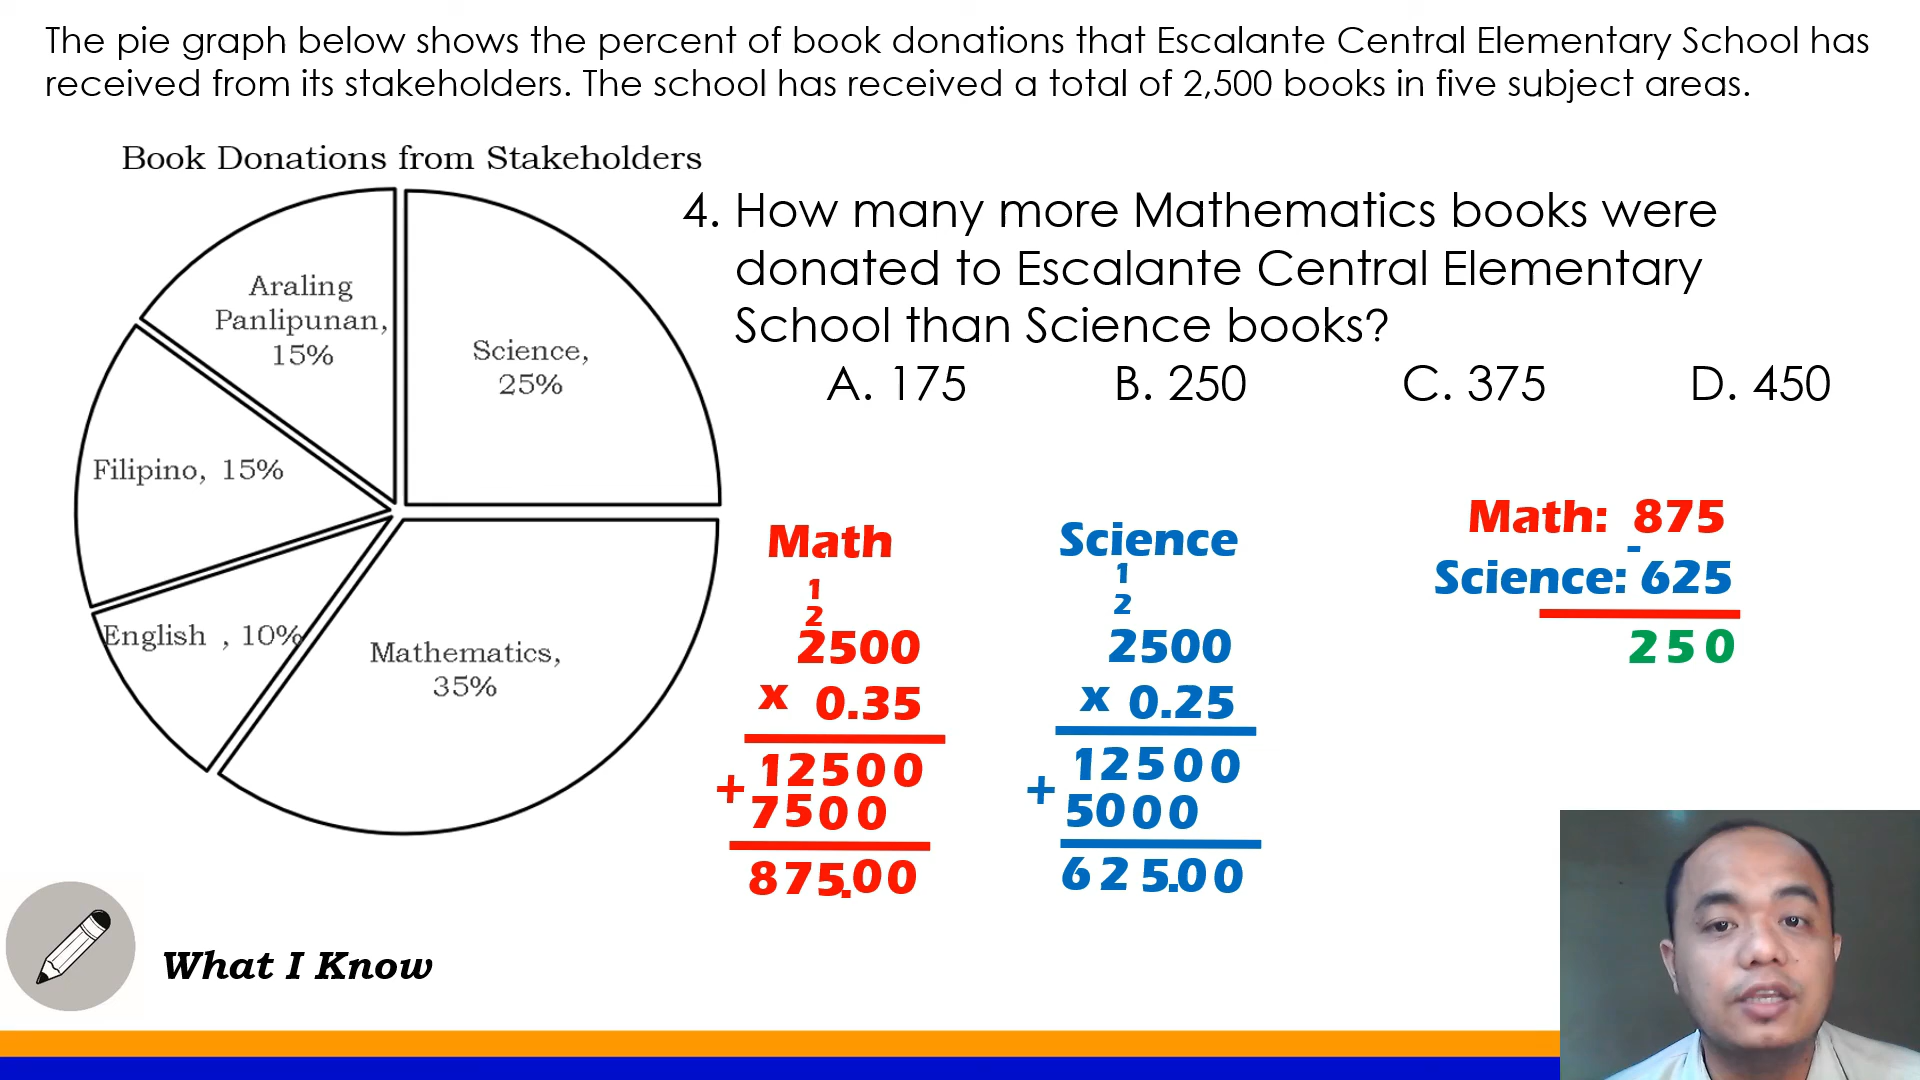 The pie graph below shows the percent of book donations that Escalante Central Elementary School has
received from its stakeholders. The school has received a total of 2,500 books in five subject areas.
Book Donations from Stakeholders
Araling
Panlipunan,
15%
Science,
25%
Filipino, 15%
English , 10%
Mathematics,
35%
4. How many more Mathematics books were
donated to Escalante Central Elementary
School than Science books?
A. 175 B. 250 C. 375 D. 450
Math
1
2
2500
x 0.35
12500
+ 7500
875.00
Science
1
2
2500
x 0.25
12500
+ 5000
625.00
Math: 875
-
Science: 625
250
What I Know